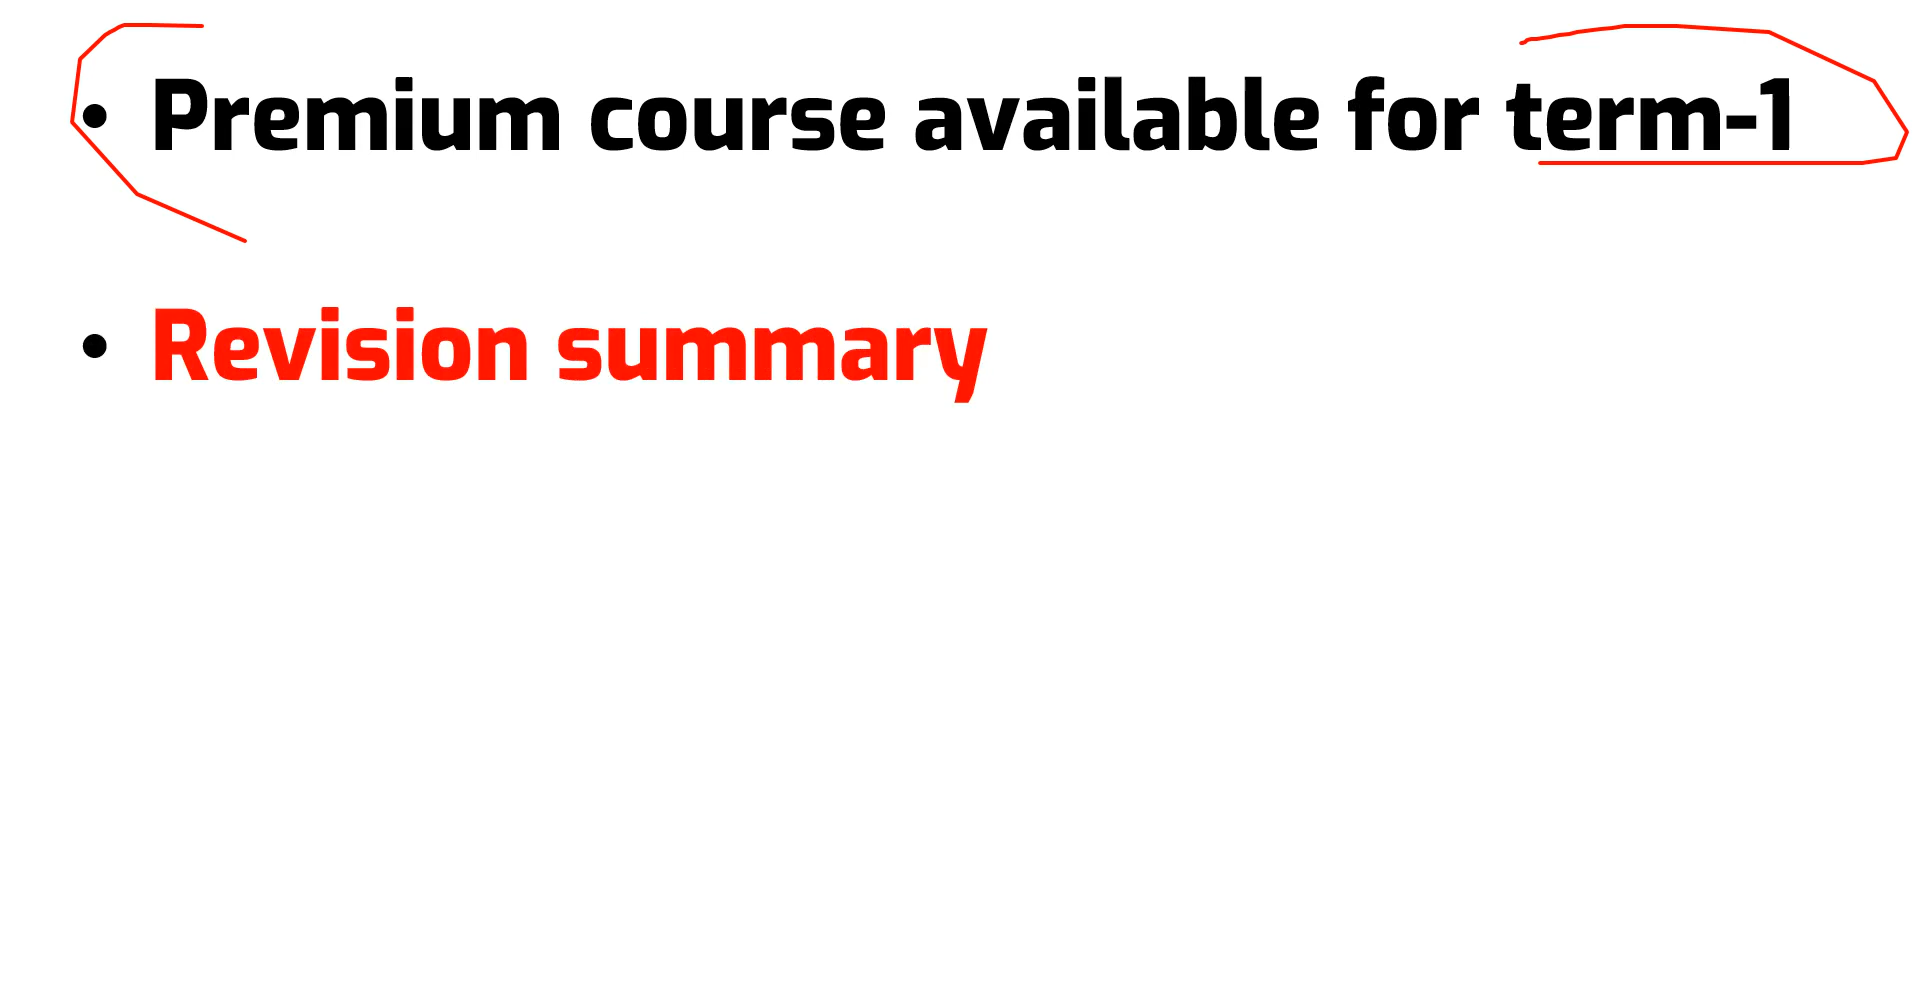 • Premium course available for term-1
• Revision summary